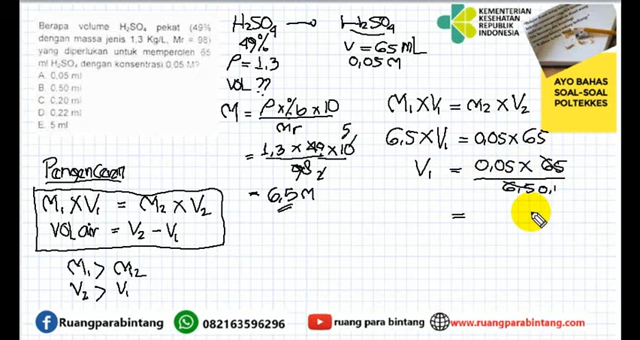 Berapa volume H₂SO₄ pekat (49%
dengan massa jenis 1,3 Kg/L, Mr = 98)
yang diperlukan untuk memperoleh 65
ml H₂SO₄ dengan konsentrasi 0.05 M?
A. 0,05 ml
B. 0,50 ml
C. 0,20 ml
D. 0,22 ml
E. 5 ml
H₂SO₄ → H₂SO₄
49%
V = 65 mL
ρ = 1,3
0,05 M
VOL ??
M = ρ x % x 10
Mr
= 1,3 x 49 x 10 5
98 2
= 6,5 M
Pengenceran
M₁ x V₁ = M₂ x V₂
VOL air = V₂ - V₁
M₁ > M₂
V₂ > V₁
M₁ x V₁ = M₂ x V₂
6,5 x V₁ = 0,05 x 65
V₁ = 0,05 x 65
6,5 0,1
=
KEMENTERIAN
KESEHATAN
REPUBLIK
INDONESIA
AYO BAHAS
SOAL-SOAL
POLTEKKES
Ruangparabintang
082163596296
ruang para bintang
www.ruangparabintang.com